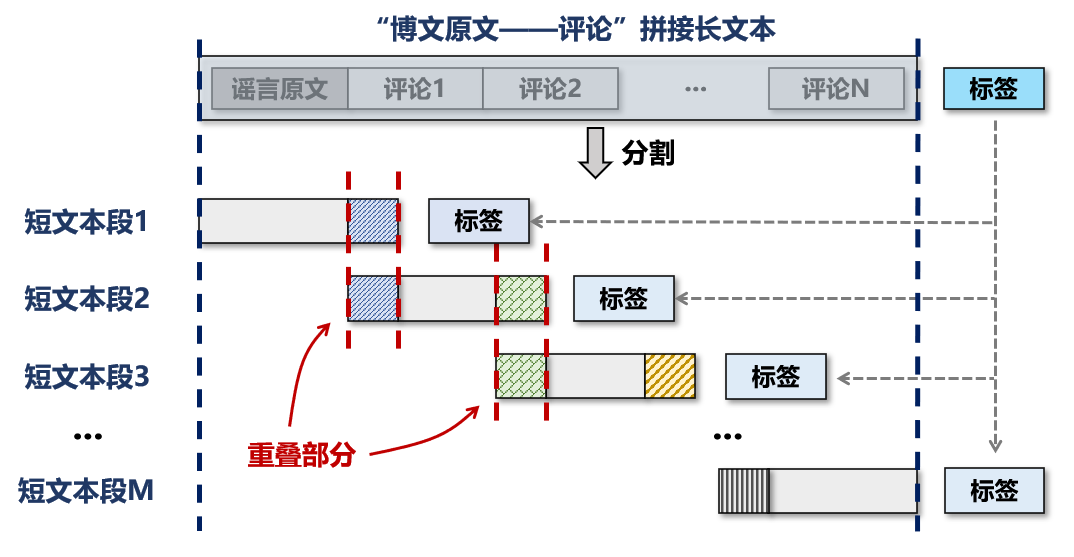 “博文原文——评论”拼接长文本
谣言原文 评论1 评论2 … 评论N 标签
分割
短文本段1 标签
短文本段2 标签
短文本段3 标签
… …
重叠部分
短文本段M 标签